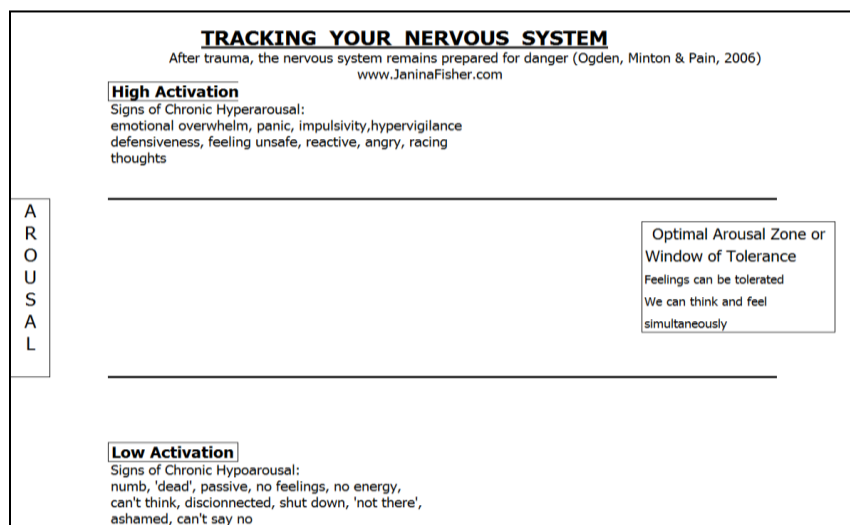 TRACKING YOUR NERVOUS SYSTEM
After trauma, the nervous system remains prepared for danger (Ogden, Minton & Pain, 2006)
www.JaninaFisher.com
High Activation
Signs of Chronic Hyperarousal:
emotional overwhelm, panic, impulsivity,hypervigilance
defensiveness, feeling unsafe, reactive, angry, racing
thoughts
A
R
O
U
S
A
L
Optimal Arousal Zone or
Window of Tolerance
Feelings can be tolerated
We can think and feel
simultaneously
Low Activation
Signs of Chronic Hypoarousal:
numb, 'dead', passive, no feelings, no energy,
can't think, discionnected, shut down, 'not there',
ashamed, can't say no